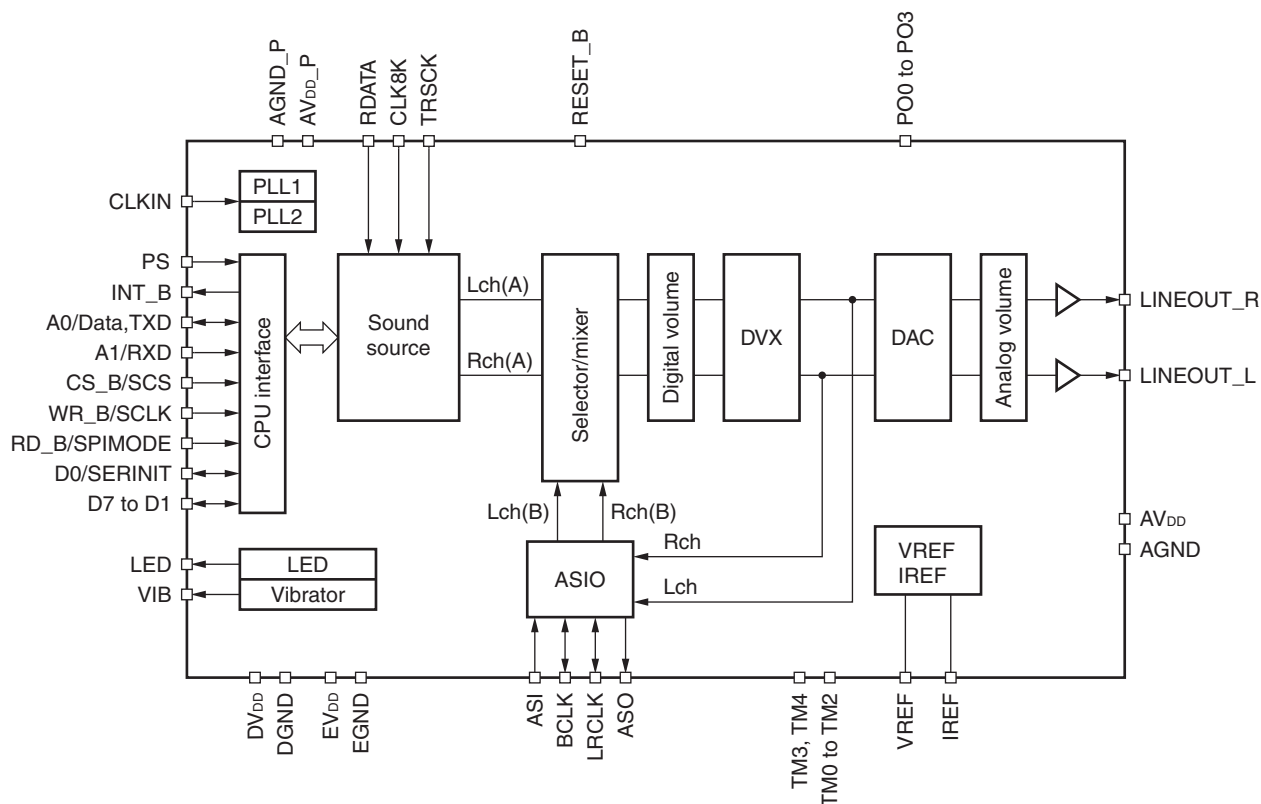 AGND_P
AVDD_P
RDATA
CLK8K
TRSCK
RESET_B
PO0 to PO3
CLKIN
PLL1
PLL2
PS
INT_B
A0/Data,TXD
A1/RXD
CS_B/SCS
WR_B/SCLK
RD_B/SPIMODE
D0/SERINIT
D7 to D1
CPU interface
Sound
source
Lch(A)
Rch(A)
Selector/mixer
Digital volume
DVX
DAC
Analog volume
LINEOUT_R
LINEOUT_L
Lch(B)
Rch(B)
Rch
Lch
ASIO
VREF
IREF
AVDD
AGND
LED
VIB
LED
Vibrator
DVDD
DGND
EVDD
EGND
ASI
BCLK
LRCLK
ASO
TM3, TM4
TM0 to TM2
VREF
IREF